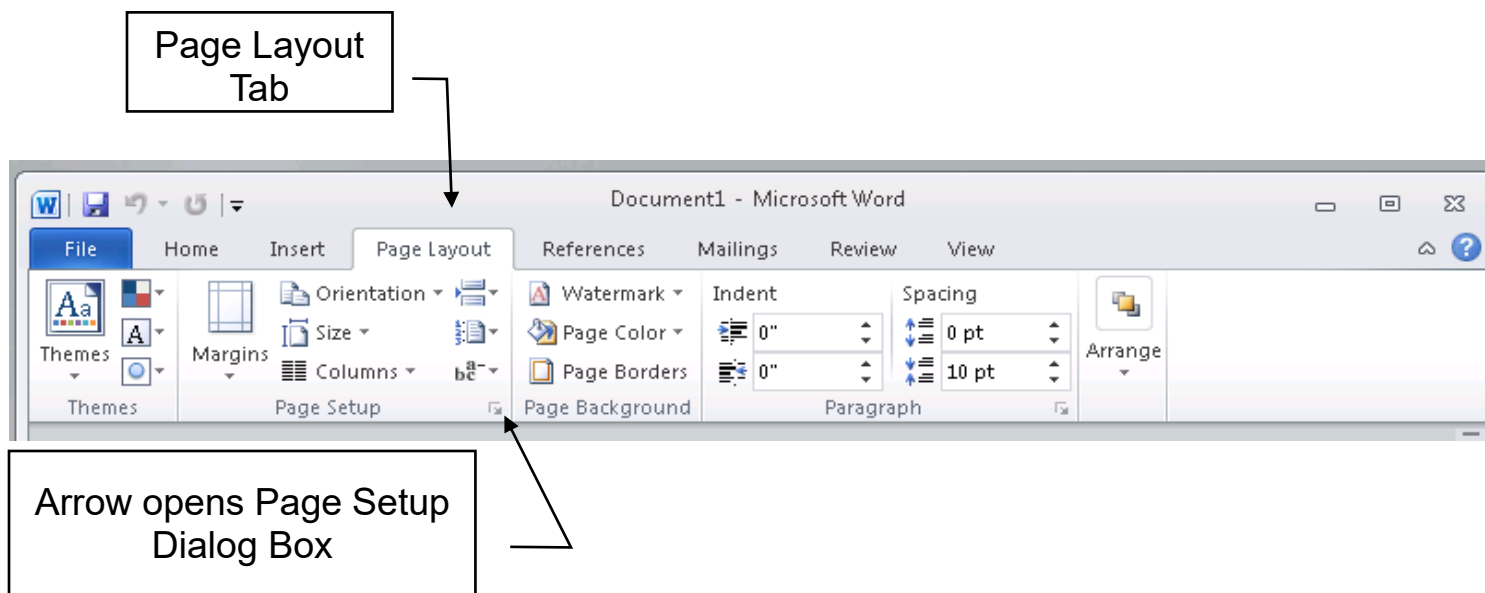 Page Layout
Tab
W
Document1 - Microsoft Word
File Home Insert Page Layout References Mailings Review View
?
Aa Orientation Watermark Indent Spacing
A Size Page Color 0" 0 pt
Themes Margins Columns a- bc Page Borders 0" 10 pt Arrange
Themes Page Setup Page Background Paragraph
Arrow opens Page Setup
Dialog Box